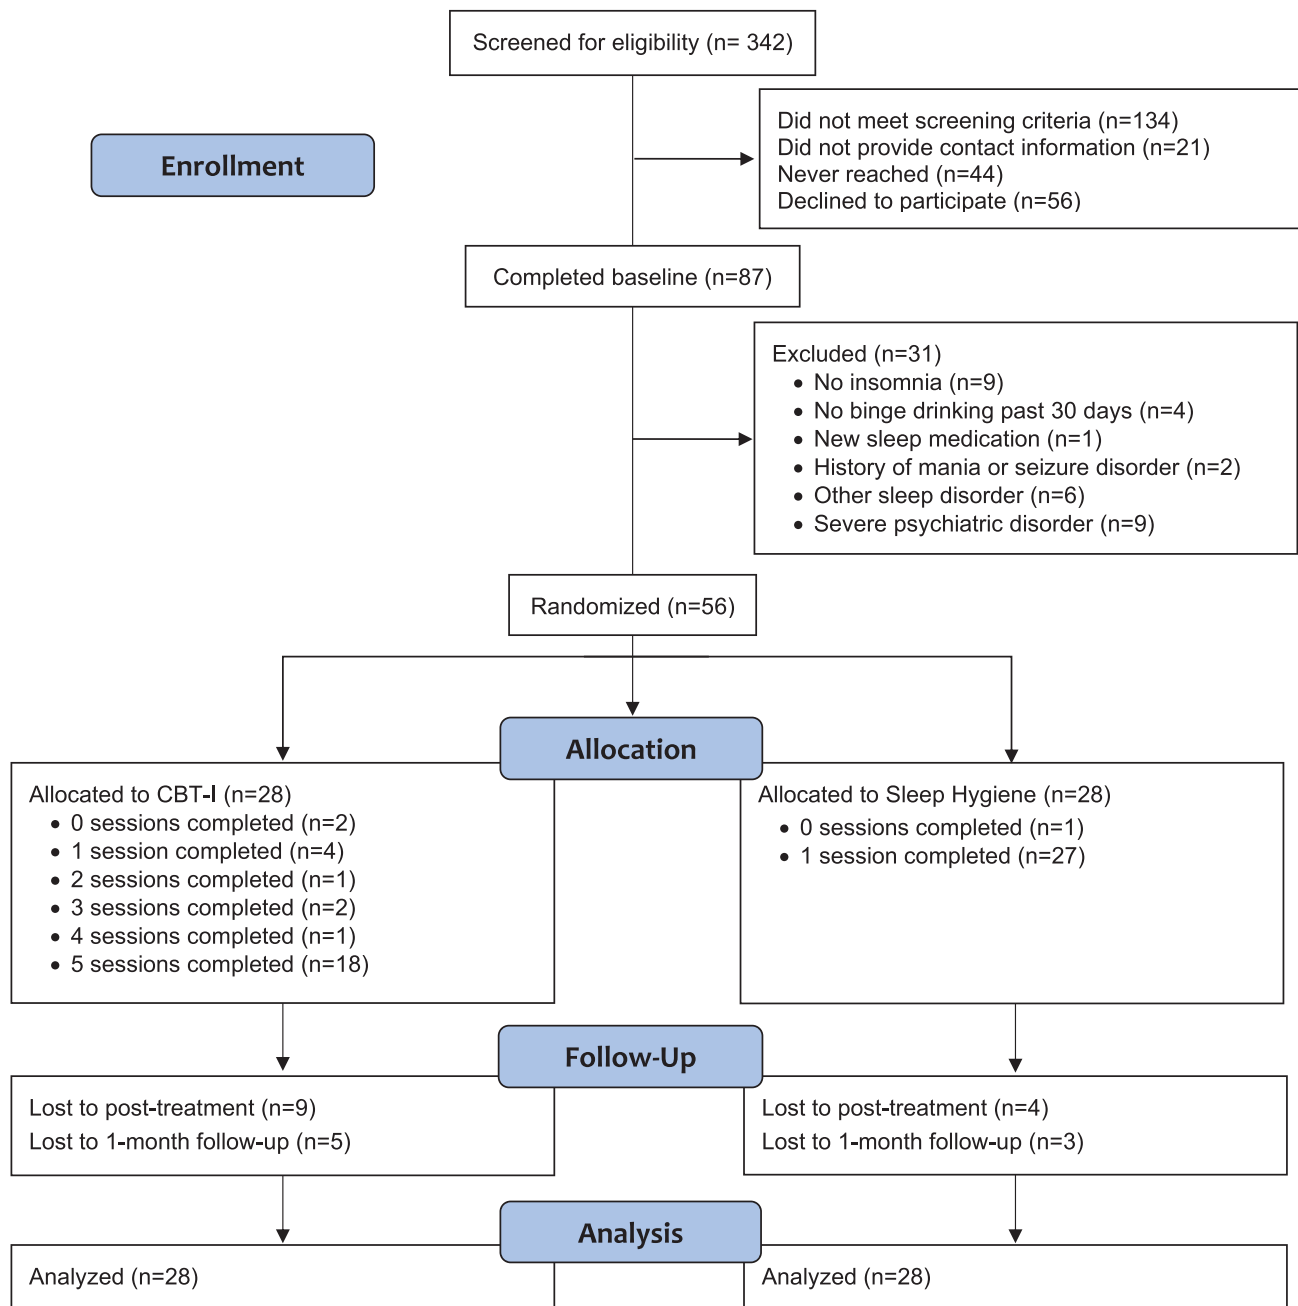 Screened for eligibility (n= 342)
Enrollment
Did not meet screening criteria (n=134)
Did not provide contact information (n=21)
Never reached (n=44)
Declined to participate (n=56)
Completed baseline (n=87)
Excluded (n=31)
• No insomnia (n=9)
• No binge drinking past 30 days (n=4)
• New sleep medication (n=1)
• History of mania or seizure disorder (n=2)
• Other sleep disorder (n=6)
• Severe psychiatric disorder (n=9)
Randomized (n=56)
Allocation
Allocated to CBT-I (n=28)
• 0 sessions completed (n=2)
• 1 session completed (n=4)
• 2 sessions completed (n=1)
• 3 sessions completed (n=2)
• 4 sessions completed (n=1)
• 5 sessions completed (n=18)
Allocated to Sleep Hygiene (n=28)
• 0 sessions completed (n=1)
• 1 session completed (n=27)
Follow-Up
Lost to post-treatment (n=9)
Lost to 1-month follow-up (n=5)
Lost to post-treatment (n=4)
Lost to 1-month follow-up (n=3)
Analysis
Analyzed (n=28)
Analyzed (n=28)